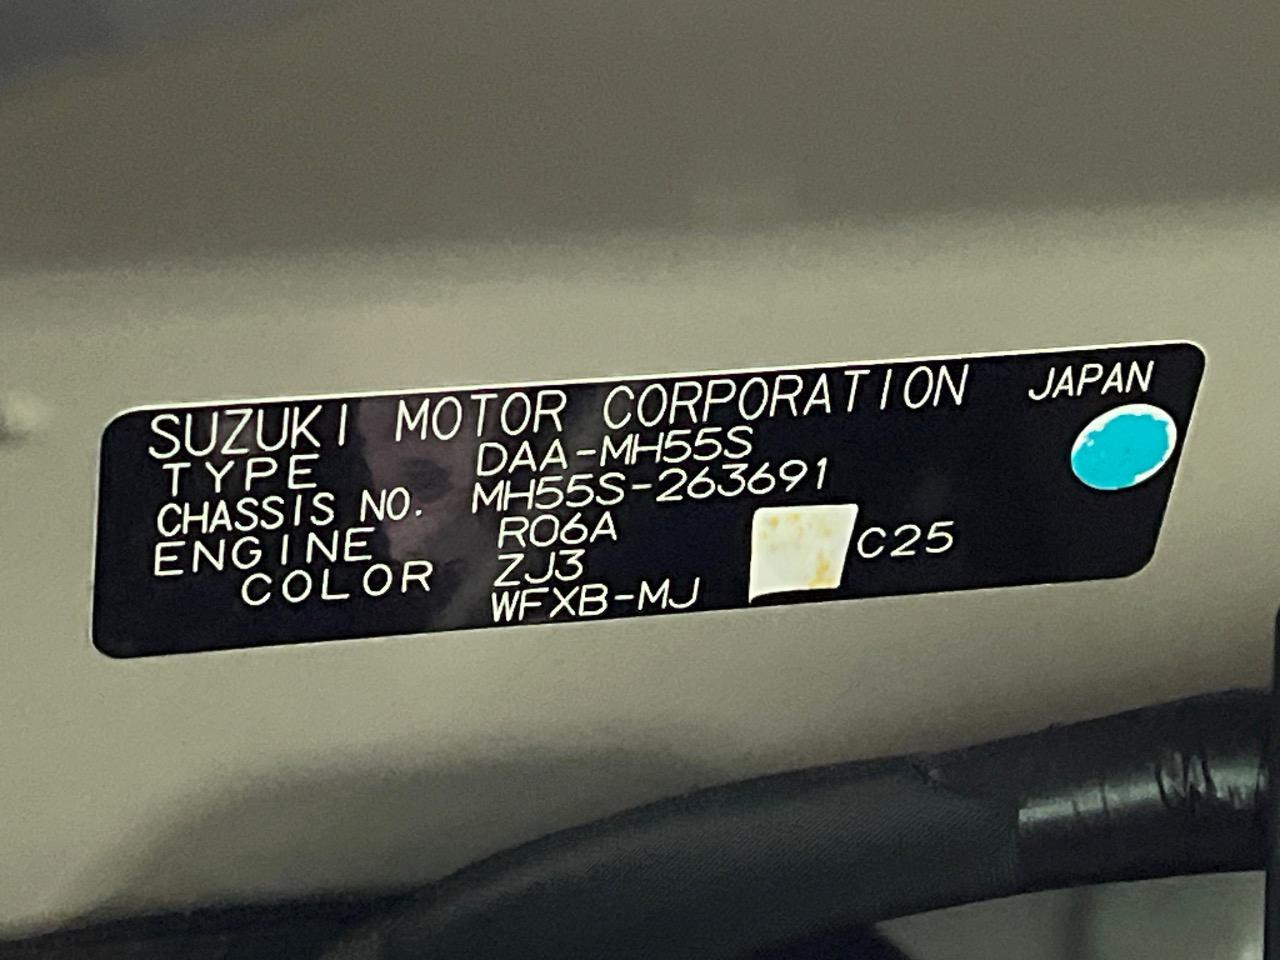 SUZUKI MOTOR CORPORATION JAPAN
TYPE DAA-MH55S
CHASSIS NO. MH55S-263691
ENGINE R06A
COLOR ZJ3 C25
WFXB-MJ